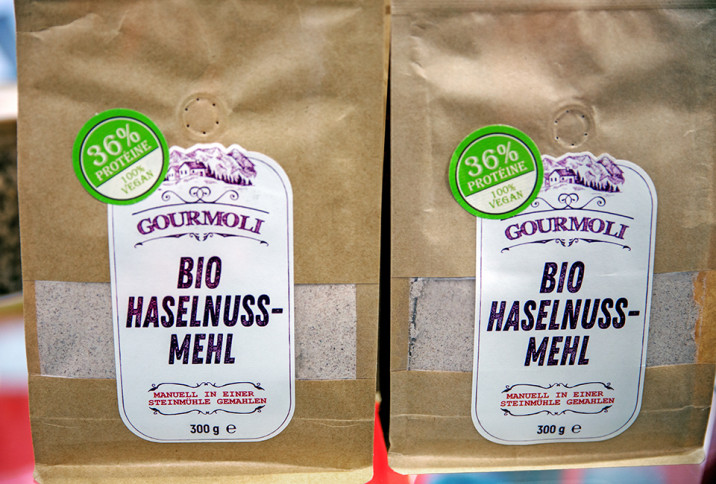 36%
PROTEINE
100%
VEGAN
GOURMOLI
BIO
HASELNUSS-
MEHL
MANUELL IN EINER
STEINMÜHLE GEMAHLEN
300 g ℮
36%
PROTEINE
100%
VEGAN
GOURMOLI
BIO
HASELNUSS-
MEHL
MANUELL IN EINER
STEINMÜHLE GEMAHLEN
300 g ℮